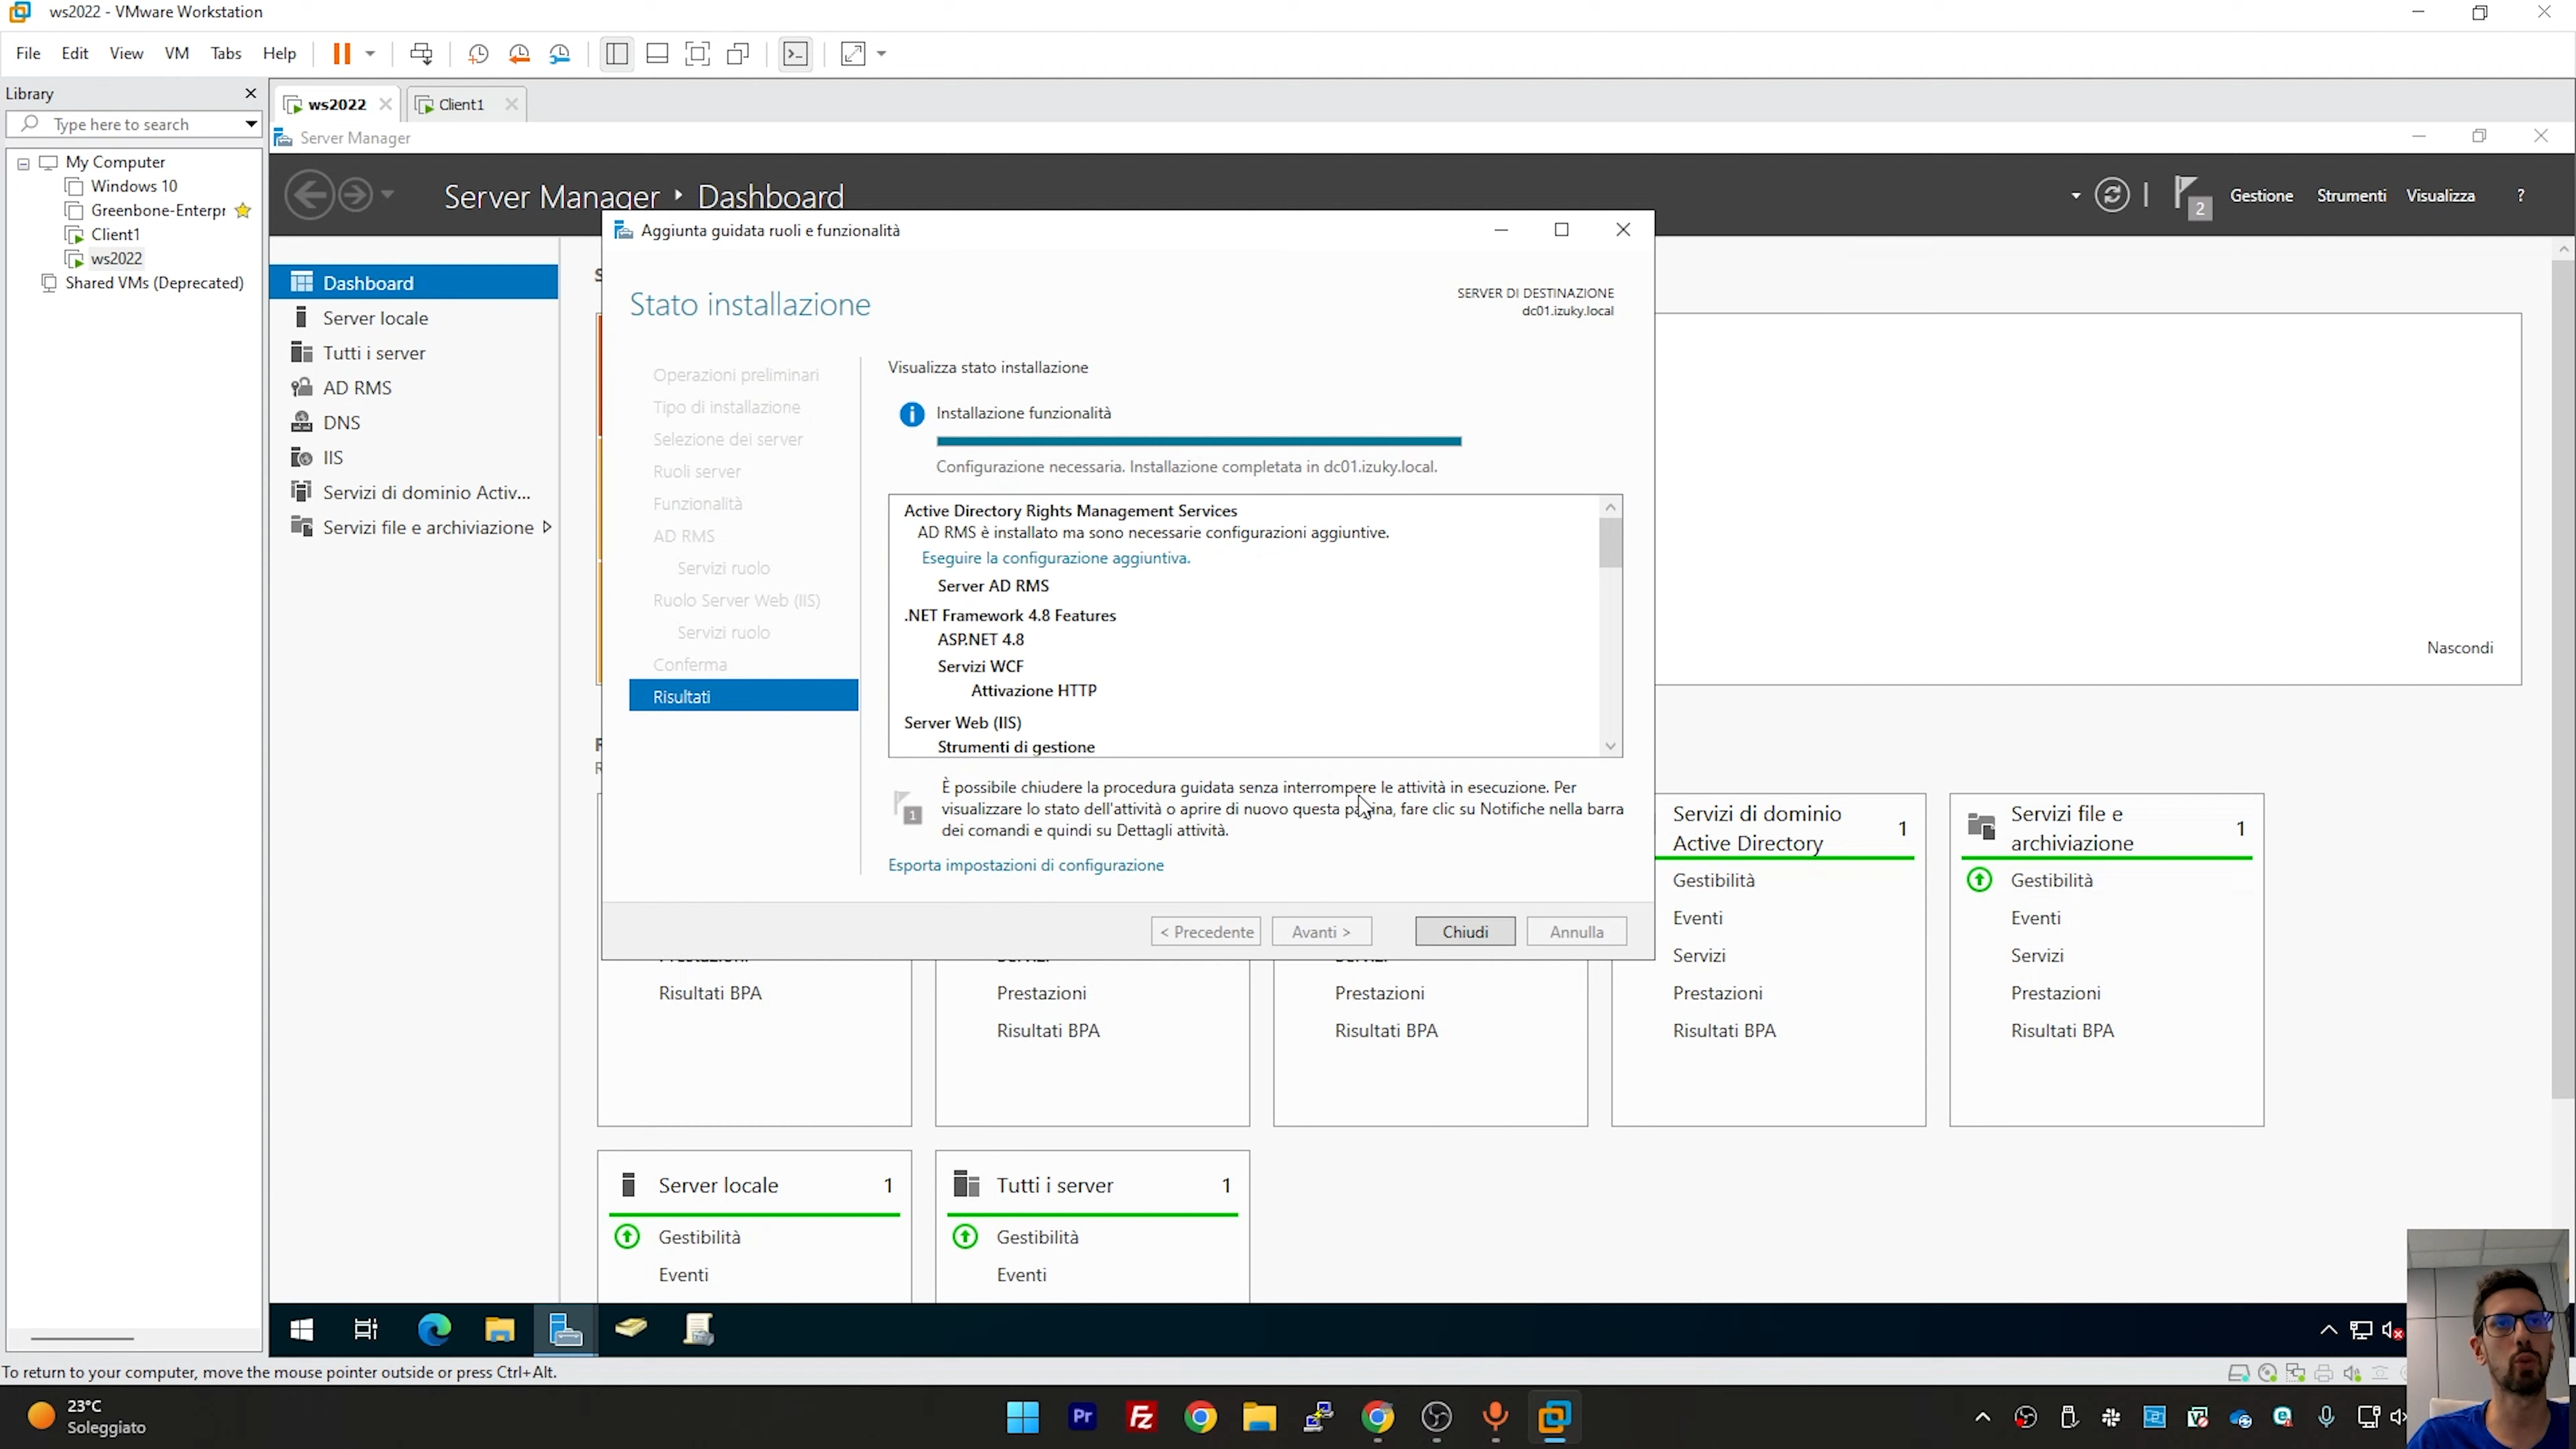 ws2022 - VMware Workstation
File Edit View VM Tabs Help
Library
Type here to search
My Computer
Windows 10
Greenbone-Enterpr
Client1
ws2022
Shared VMs (Deprecated)
ws2022 Client1
Server Manager
Server Manager Dashboard
2 Gestione Strumenti Visualizza ?
Dashboard
Server locale
Tutti i server
AD RMS
DNS
IIS
Servizi di dominio Activ...
Servizi file e archiviazione
Aggiunta guidata ruoli e funzionalità
Stato installazione
SERVER DI DESTINAZIONE
dc01.izuky.local
Operazioni preliminari
Tipo di installazione
Selezione dei server
Ruoli server
Funzionalità
AD RMS
Servizi ruolo
Ruolo Server Web (IIS)
Servizi ruolo
Conferma
Risultati
Visualizza stato installazione
Installazione funzionalità
Configurazione necessaria. Installazione completata in dc01.izuky.local.
Active Directory Rights Management Services
AD RMS è installato ma sono necessarie configurazioni aggiuntive.
Eseguire la configurazione aggiuntiva.
Server AD RMS
.NET Framework 4.8 Features
ASP.NET 4.8
Servizi WCF
Attivazione HTTP
Server Web (IIS)
Strumenti di gestione
1
È possibile chiudere la procedura guidata senza interrompere le attività in esecuzione. Per
visualizzare lo stato dell'attività o aprire di nuovo questa pagina, fare clic su Notifiche nella barra
dei comandi e quindi su Dettagli attività.
Esporta impostazioni di configurazione
< Precedente Avanti > Chiudi Annulla
Nascondi
Risultati BPA
Prestazioni
Risultati BPA
Prestazioni
Risultati BPA
Servizi di dominio
Active Directory
1
Gestibilità
Eventi
Servizi
Prestazioni
Risultati BPA
Servizi file e
archiviazione
1
Gestibilità
Eventi
Servizi
Prestazioni
Risultati BPA
Server locale 1
Gestibilità
Eventi
Tutti i server 1
Gestibilità
Eventi
To return to your computer, move the mouse pointer outside or press Ctrl+Alt.
23°C
Soleggiato
Pr
Fz